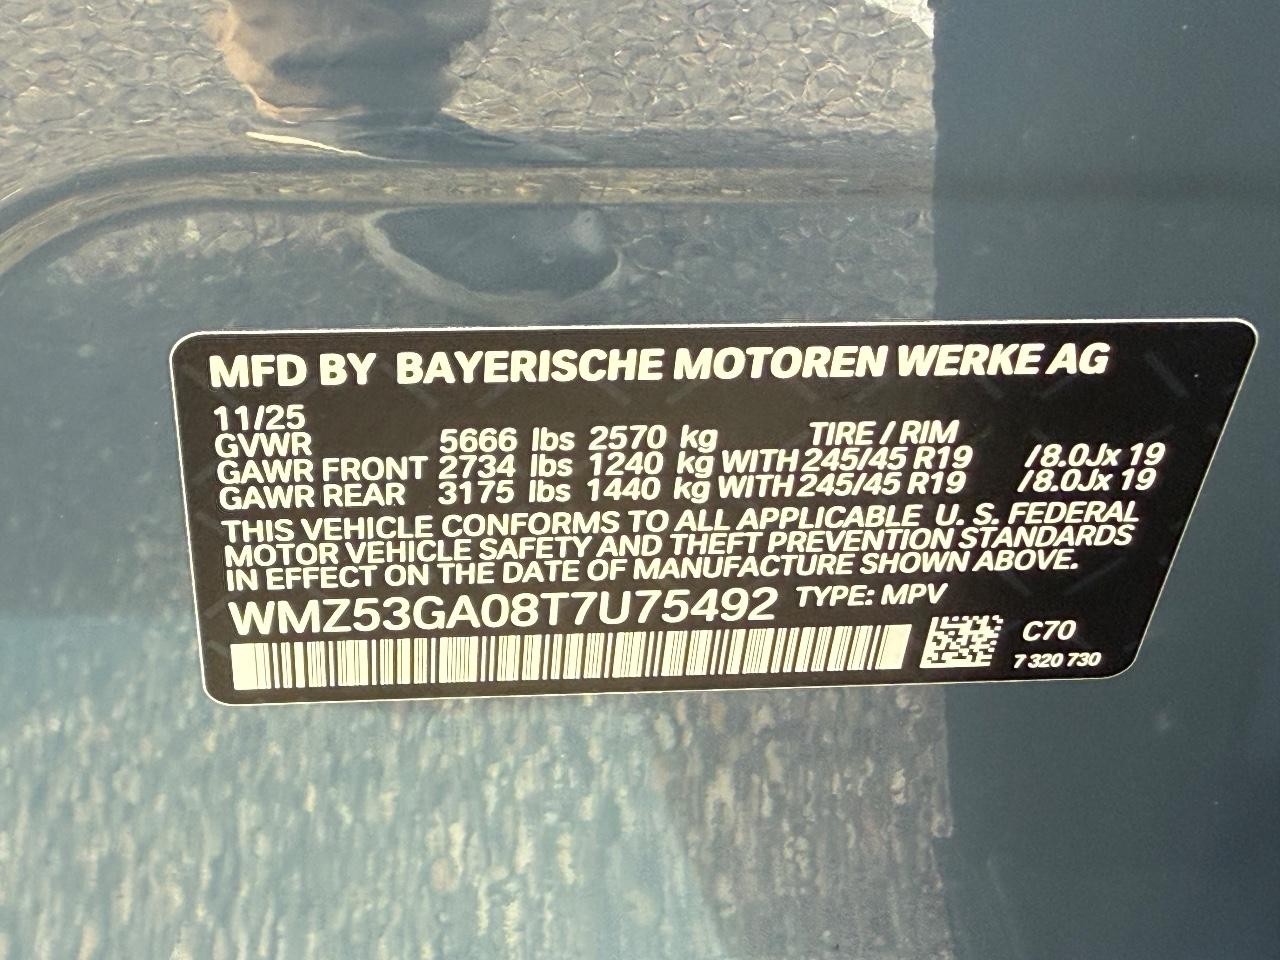 MFD BY BAYERISCHE MOTOREN WERKE AG
11/25
GVWR 5666 lbs 2570 kg TIRE / RIM
GAWR FRONT 2734 lbs 1240 kg WITH 245/45 R19 /8.0Jx 19
GAWR REAR 3175 lbs 1440 kg WITH 245/45 R19 /8.0Jx 19
THIS VEHICLE CONFORMS TO ALL APPLICABLE U. S. FEDERAL
MOTOR VEHICLE SAFETY AND THEFT PREVENTION STANDARDS
IN EFFECT ON THE DATE OF MANUFACTURE SHOWN ABOVE.
WMZ53GA08T7U75492 TYPE: MPV
C70
7 320 730